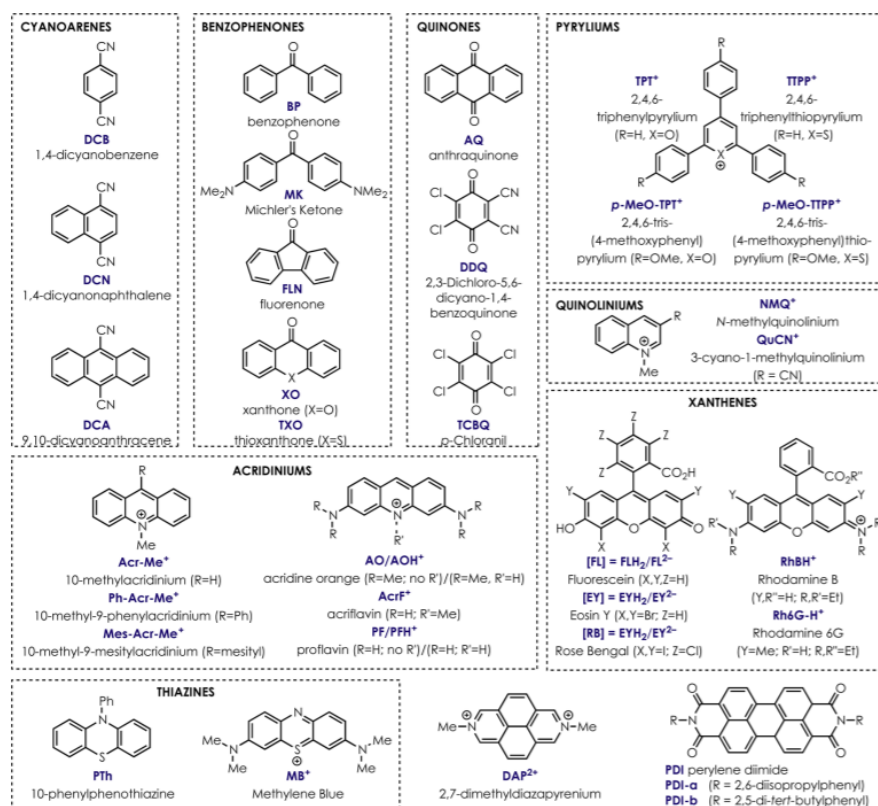 CYANOARENES
CN
CN
DCB
1,4-dicyanobenzene
CN
CN
DCN
1,4-dicyanonaphthalene
CN
CN
DCA
9,10-dicyanoanthracene
BENZOPHENONES
O
BP
benzophenone
O
Me₂N
NMe₂
MK
Michler's Ketone
O
FLN
fluorenone
O
X
XO
xanthone (X=O)
TXO
thioxanthone (X=S)
QUINONES
O
O
AQ
anthraquinone
O
Cl
CN
Cl
CN
O
DDQ
2,3-Dichloro-5,6-
dicyano-1,4-
benzoquinone
O
Cl
Cl
Cl
Cl
O
TCBQ
p-Chloranil
PYRYLIUMS
R
TPT⁺
2,4,6-
triphenylpyrylium
(R=H, X=O)
TTPP⁺
2,4,6-
triphenylthiopyrylium
(R=H, X=S)
X
⊕
R
R
p-MeO-TPT⁺
2,4,6-tris-
(4-methoxyphenyl)
pyrylium (R=OMe, X=O)
p-MeO-TTPP⁺
2,4,6-tris-
(4-methoxyphenyl)thio-
pyrylium (R=OMe, X=S)
QUINOLINIUMS
R
N
⊕
Me
NMQ⁺
N-methylquinolinium
QuCN⁺
3-cyano-1-methylquinolinium
(R = CN)
ACRIDINIUMS
R
N
⊕
Me
Acr-Me⁺
10-methylacridinium (R=H)
Ph-Acr-Me⁺
10-methyl-9-phenylacridinium (R=Ph)
Mes-Acr-Me⁺
10-methyl-9-mesitylacridinium (R=mesityl)
R
N
R
⊕
N
R'
R
N
R
AO/AOH⁺
acridine orange (R=Me; no R')/(R=Me, R'=H)
AcrF⁺
acriflavin (R=H; R'=Me)
PF/PFH⁺
proflavin (R=H; no R')/(R=H; R'=H)
XANTHENES
Z
Z
Z
Z
CO₂H
Y
Y
HO
O
O
X
X
[FL] = FLH₂/FL²⁻
Fluorescein (X,Y,Z=H)
[EY] = EYH₂/EY²⁻
Eosin Y (X,Y=Br; Z=H)
[RB] = EYH₂/EY²⁻
Rose Bengal (X,Y=I; Z=Cl)
CO₂R"
Y
Y
R'
N
R
O
⊕
N
R'
R
RhBH⁺
Rhodamine B
(Y,R"=H; R,R'=Et)
Rh6G-H⁺
Rhodamine 6G
(Y=Me; R'=H; R,R"=Et)
THIAZINES
Ph
N
S
PTh
10-phenylphenothiazine
N
Me
N
Me
S
⊕
Me
N
Me
MB⁺
Methylene Blue
Me
N
⊕
⊕
N
Me
DAP²⁺
2,7-dimethyldiazapyrenium
O
O
R
N
N
R
O
O
PDI perylene diimide
PDI-a (R = 2,6-diisopropylphenyl)
PDI-b (R = 2,5-di-tert-butylphenyl)